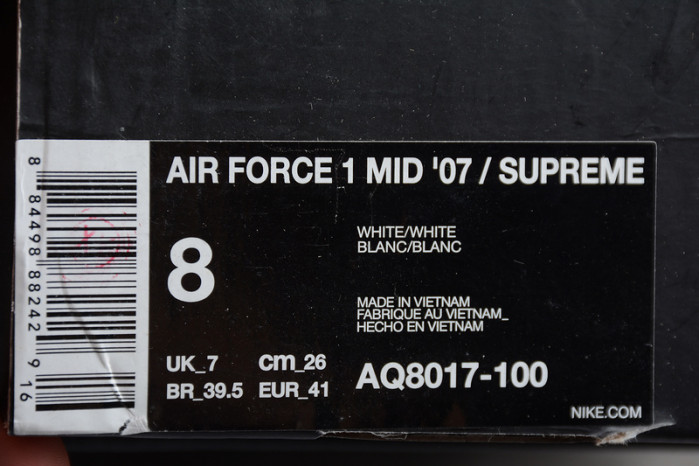 8 84498 88242 9 16
AIR FORCE 1 MID '07 / SUPREME
8
WHITE/WHITE
BLANC/BLANC
MADE IN VIETNAM
FABRIQUE AU VIETNAM_
HECHO EN VIETNAM
UK_7 cm_26
BR_39.5 EUR_41
AQ8017-100
NIKE.COM